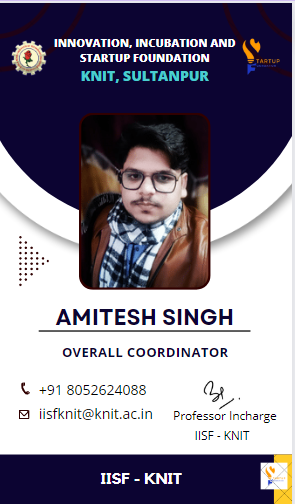 INNOVATION, INCUBATION AND
STARTUP FOUNDATION
KNIT, SULTANPUR
TARTUP
AMITESH SINGH
OVERALL COORDINATOR
+91 8052624088
iisfknit@knit.ac.in
Professor Incharge
IISF - KNIT
IISF - KNIT